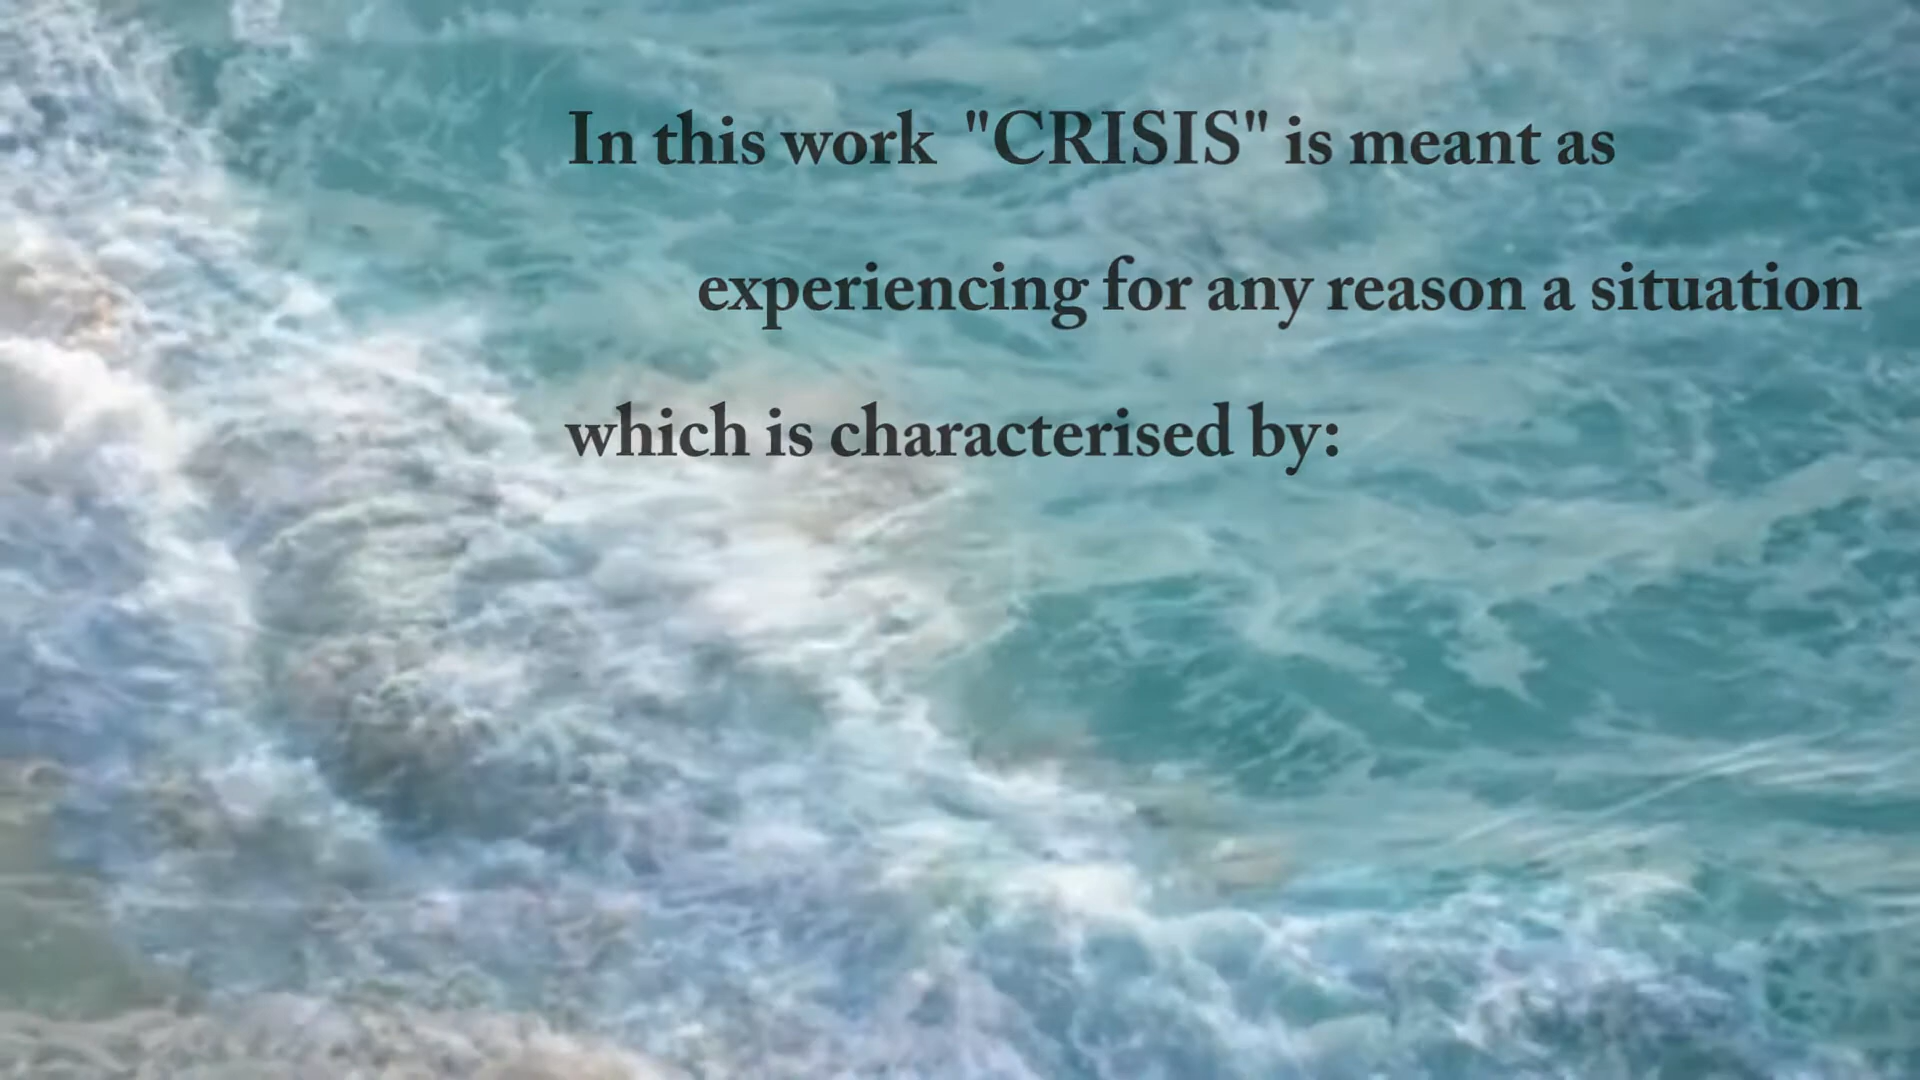 In this work "CRISIS" is meant as
experiencing for any reason a situation
which is characterised by: